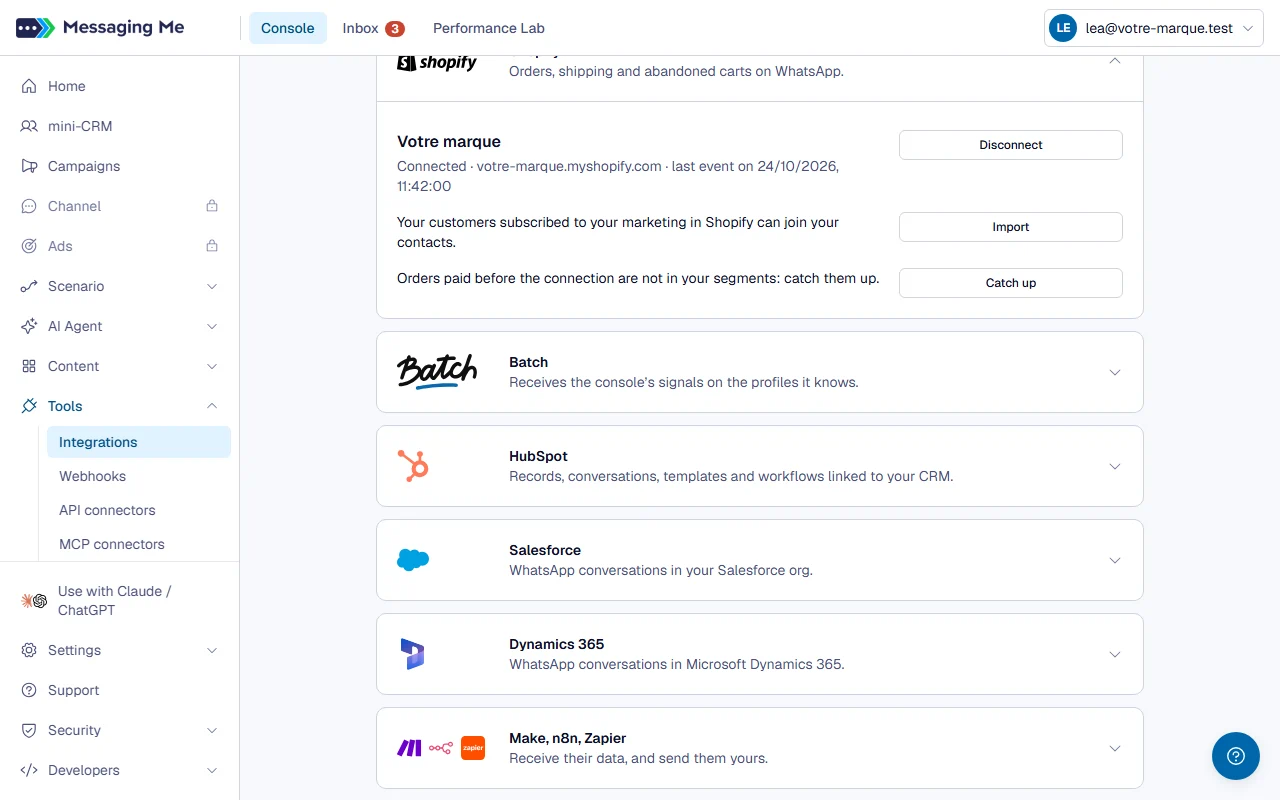 Messaging Me
Console
Inbox 3
Performance Lab
LE lea@votre-marque.test
Home
mini-CRM
Campaigns
Channel
Ads
Scenario
AI Agent
Content
Tools
Integrations
Webhooks
API connectors
MCP connectors
Use with Claude /
ChatGPT
Settings
Support
Security
Developers
shopify
Orders, shipping and abandoned carts on WhatsApp.
Votre marque
Connected · votre-marque.myshopify.com · last event on 24/10/2026,
11:42:00
Disconnect
Your customers subscribed to your marketing in Shopify can join your
contacts.
Import
Orders paid before the connection are not in your segments: catch them up.
Catch up
Batch
Batch
Receives the console's signals on the profiles it knows.
HubSpot
Records, conversations, templates and workflows linked to your CRM.
Salesforce
WhatsApp conversations in your Salesforce org.
Dynamics 365
WhatsApp conversations in Microsoft Dynamics 365.
zapier
Make, n8n, Zapier
Receive their data, and send them yours.